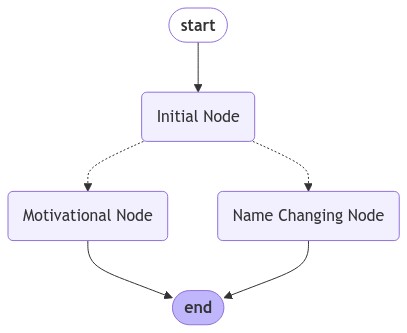 start
Initial Node
Motivational Node
Name Changing Node
end